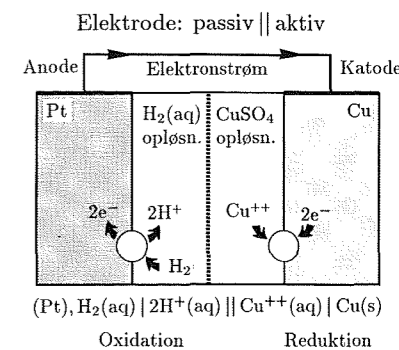 Elektrode: passiv || aktiv
Anode Elektronstrøm Katode
Pt H₂(aq) CuSO₄ Cu
opløsn. opløsn.
2e⁻ 2H⁺ Cu⁺⁺ 2e⁻
H₂
(Pt), H₂(aq) | 2H⁺(aq) || Cu⁺⁺(aq) | Cu(s)
Oxidation Reduktion